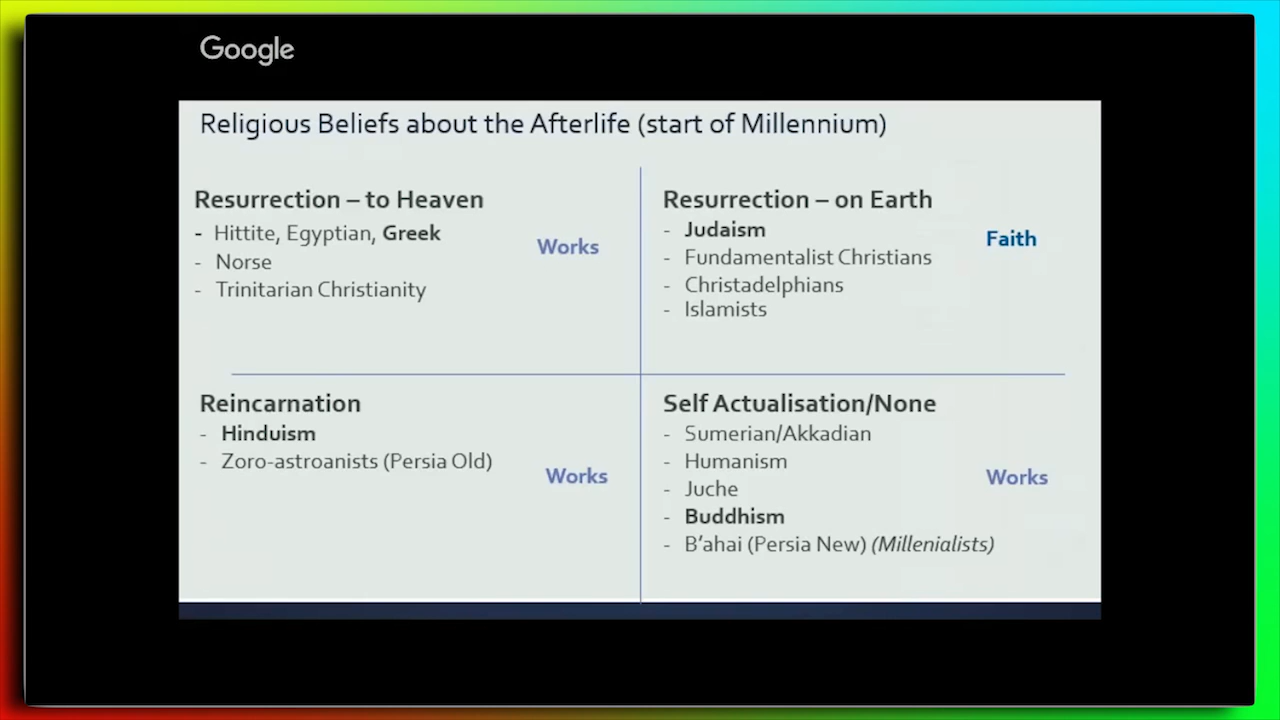 Google
Religious Beliefs about the Afterlife (start of Millennium)
Resurrection – to Heaven
- Hittite, Egyptian, Greek
- Norse
- Trinitarian Christianity
Works
Resurrection – on Earth
- Judaism
- Fundamentalist Christians
- Christadelphians
- Islamists
Faith
Reincarnation
- Hinduism
- Zoro-astroanists (Persia Old)
Works
Self Actualisation/None
- Sumerian/Akkadian
- Humanism
- Juche
- Buddhism
- B’ahai (Persia New) (Millenialists)
Works